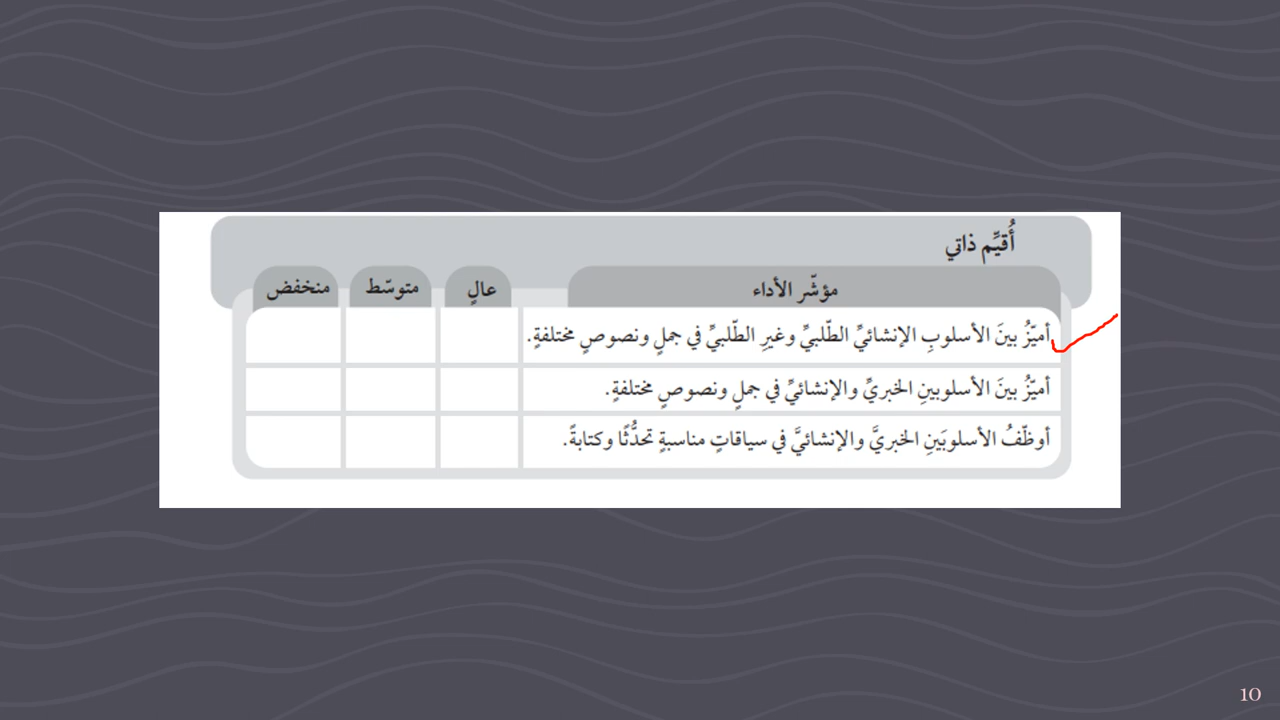 أُقيِّم ذاتي
مؤشّر الأداء عالٍ متوسّط منخفض
أميّزُ بينَ الأسلوبِ الإنشائيِّ الطّلبيِّ وغيرِ الطّلبيِّ في جملٍ ونصوصٍ مختلفةٍ.
أميّزُ بينَ الأسلوبينِ الخبريِّ والإنشائيِّ في جملٍ ونصوصٍ مختلفةٍ.
أوظّفُ الأسلوبَينِ الخبريَّ والإنشائيَّ في سياقاتٍ مناسبةٍ تحدُّثًا وكتابةً.
10